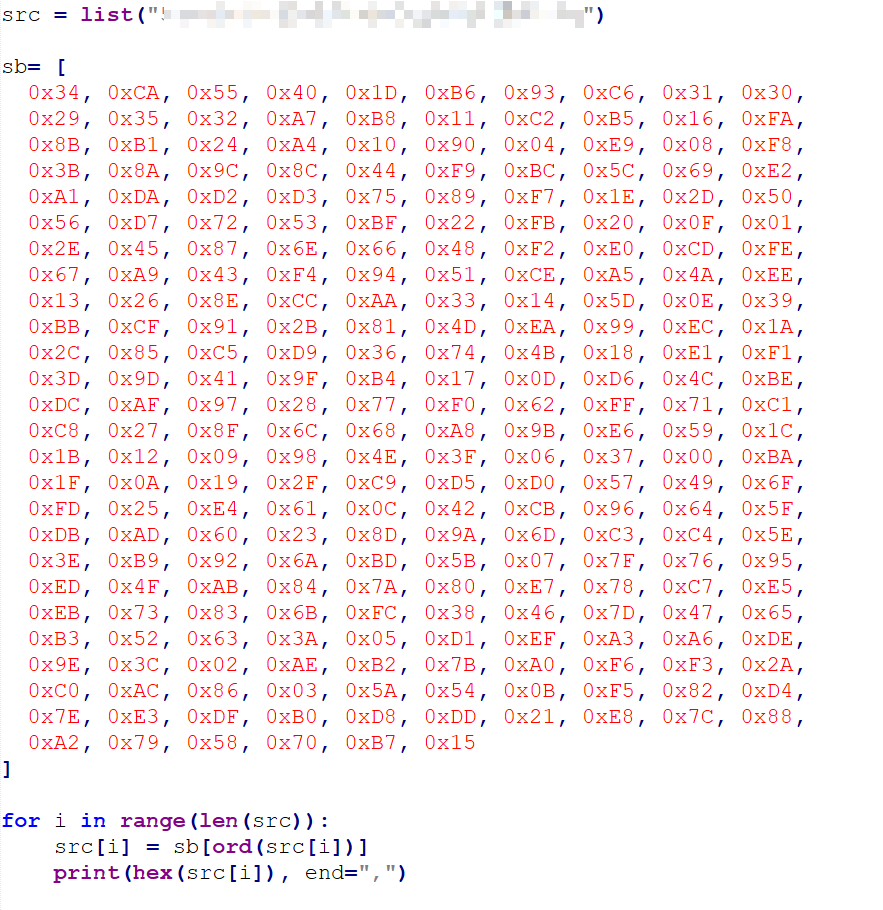 src = list("")
sb= [
0x34, 0xCA, 0x55, 0x40, 0x1D, 0xB6, 0x93, 0xC6, 0x31, 0x30,
0x29, 0x35, 0x32, 0xA7, 0xB8, 0x11, 0xC2, 0xB5, 0x16, 0xFA,
0x8B, 0xB1, 0x24, 0xA4, 0x10, 0x90, 0x04, 0xE9, 0x08, 0xF8,
0x3B, 0x8A, 0x9C, 0x8C, 0x44, 0xF9, 0xBC, 0x5C, 0x69, 0xE2,
0xA1, 0xDA, 0xD2, 0xD3, 0x75, 0x89, 0xF7, 0x1E, 0x2D, 0x50,
0x56, 0xD7, 0x72, 0x53, 0xBF, 0x22, 0xFB, 0x20, 0x0F, 0x01,
0x2E, 0x45, 0x87, 0x6E, 0x66, 0x48, 0xF2, 0xE0, 0xCD, 0xFE,
0x67, 0xA9, 0x43, 0xF4, 0x94, 0x51, 0xCE, 0xA5, 0x4A, 0xEE,
0x13, 0x26, 0x8E, 0xCC, 0xAA, 0x33, 0x14, 0x5D, 0x0E, 0x39,
0xBB, 0xCF, 0x91, 0x2B, 0x81, 0x4D, 0xEA, 0x99, 0xEC, 0x1A,
0x2C, 0x85, 0xC5, 0xD9, 0x36, 0x74, 0x4B, 0x18, 0xE1, 0xF1,
0x3D, 0x9D, 0x41, 0x9F, 0xB4, 0x17, 0x0D, 0xD6, 0x4C, 0xBE,
0xDC, 0xAF, 0x97, 0x28, 0x77, 0xF0, 0x62, 0xFF, 0x71, 0xC1,
0xC8, 0x27, 0x8F, 0x6C, 0x68, 0xA8, 0x9B, 0xE6, 0x59, 0x1C,
0x1B, 0x12, 0x09, 0x98, 0x4E, 0x3F, 0x06, 0x37, 0x00, 0xBA,
0x1F, 0x0A, 0x19, 0x2F, 0xC9, 0xD5, 0xD0, 0x57, 0x49, 0x6F,
0xFD, 0x25, 0xE4, 0x61, 0x0C, 0x42, 0xCB, 0x96, 0x64, 0x5F,
0xDB, 0xAD, 0x60, 0x23, 0x8D, 0x9A, 0x6D, 0xC3, 0xC4, 0x5E,
0x3E, 0xB9, 0x92, 0x6A, 0xBD, 0x5B, 0x07, 0x7F, 0x76, 0x95,
0xED, 0x4F, 0xAB, 0x84, 0x7A, 0x80, 0xE7, 0x78, 0xC7, 0xE5,
0xEB, 0x73, 0x83, 0x6B, 0xFC, 0x38, 0x46, 0x7D, 0x47, 0x65,
0xB3, 0x52, 0x63, 0x3A, 0x05, 0xD1, 0xEF, 0xA3, 0xA6, 0xDE,
0x9E, 0x3C, 0x02, 0xAE, 0xB2, 0x7B, 0xA0, 0xF6, 0xF3, 0x2A,
0xC0, 0xAC, 0x86, 0x03, 0x5A, 0x54, 0x0B, 0xF5, 0x82, 0xD4,
0x7E, 0xE3, 0xDF, 0xB0, 0xD8, 0xDD, 0x21, 0xE8, 0x7C, 0x88,
0xA2, 0x79, 0x58, 0x70, 0xB7, 0x15
]
for i in range(len(src)):
src[i] = sb[ord(src[i])]
print(hex(src[i]), end=",")